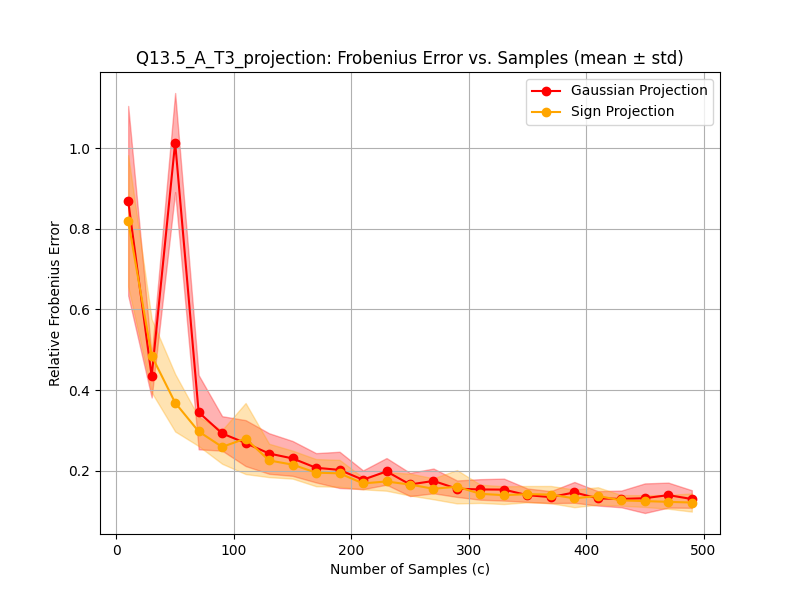 Q13.5_A_T3_projection: Frobenius Error vs. Samples (mean ± std)
Gaussian Projection
Sign Projection
Relative Frobenius Error
1.0
0.8
0.6
0.4
0.2
0
100
200
300
400
500
Number of Samples (c)